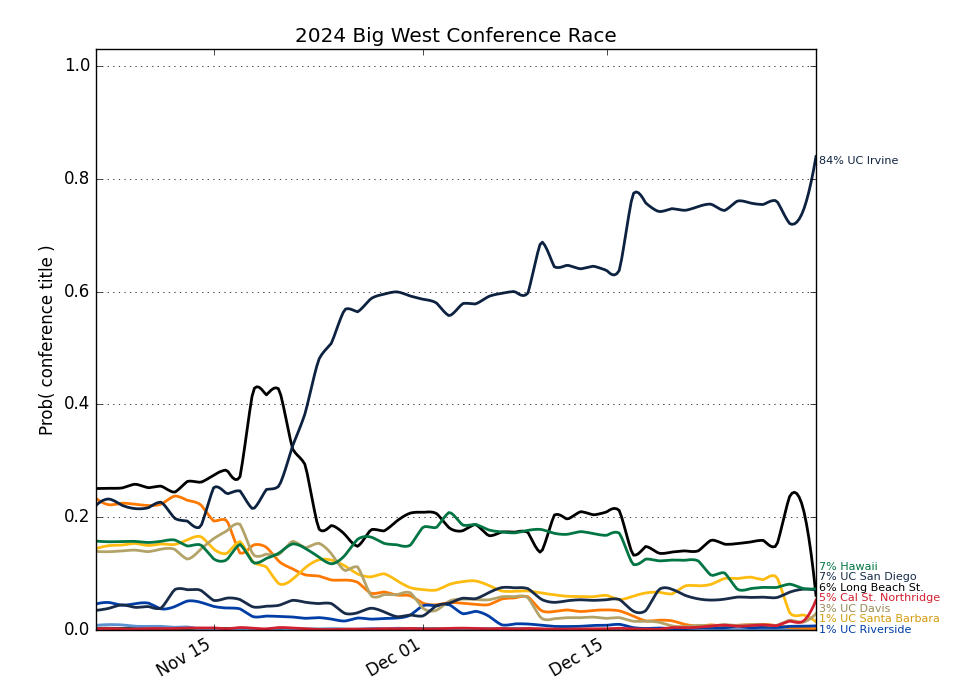 2024 Big West Conference Race
1.0
0.8
0.6
0.4
0.2
0.0
Prob( conference title )
Nov 15
Dec 01
Dec 15
84% UC Irvine
7% Hawaii
7% UC San Diego
6% Long Beach St.
5% Cal St. Northridge
3% UC Davis
1% UC Santa Barbara
1% UC Riverside